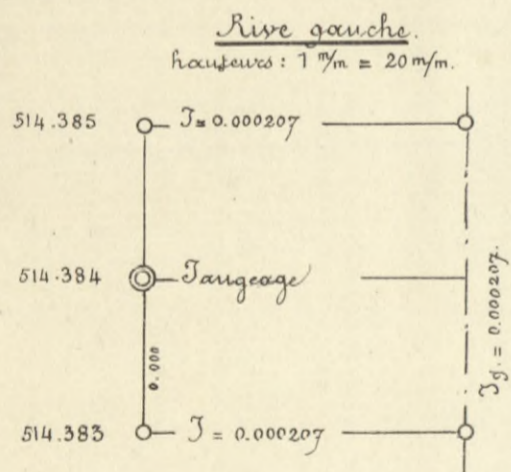 Rive gauche.
hauteurs : 1 m/m = 20 m/m.
514.385 J = 0.000207
514.384 Jaugeage
0.000
Jg. = 0.000207.
514.383 J = 0.000207